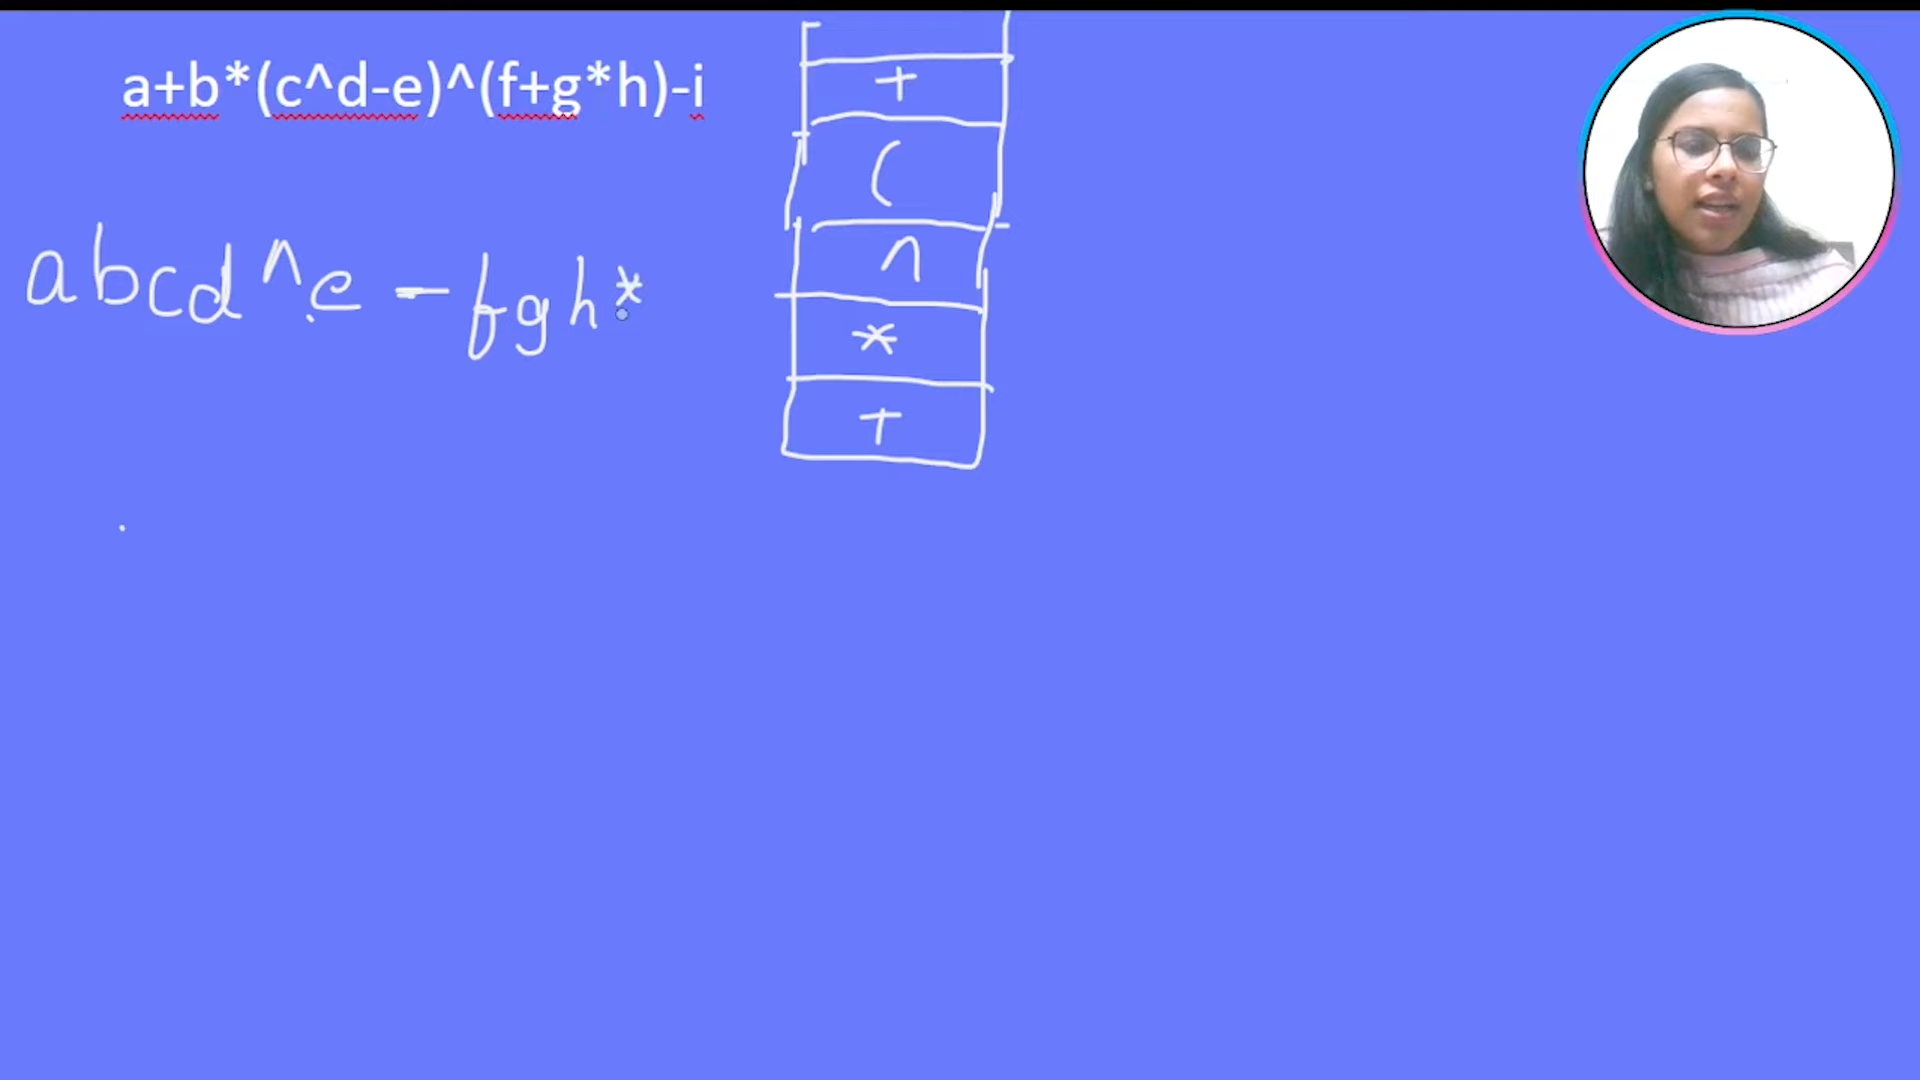 a+b*(c^d-e)^(f+g*h)-i
abcd^e-fgh*
+
(
^
*
+